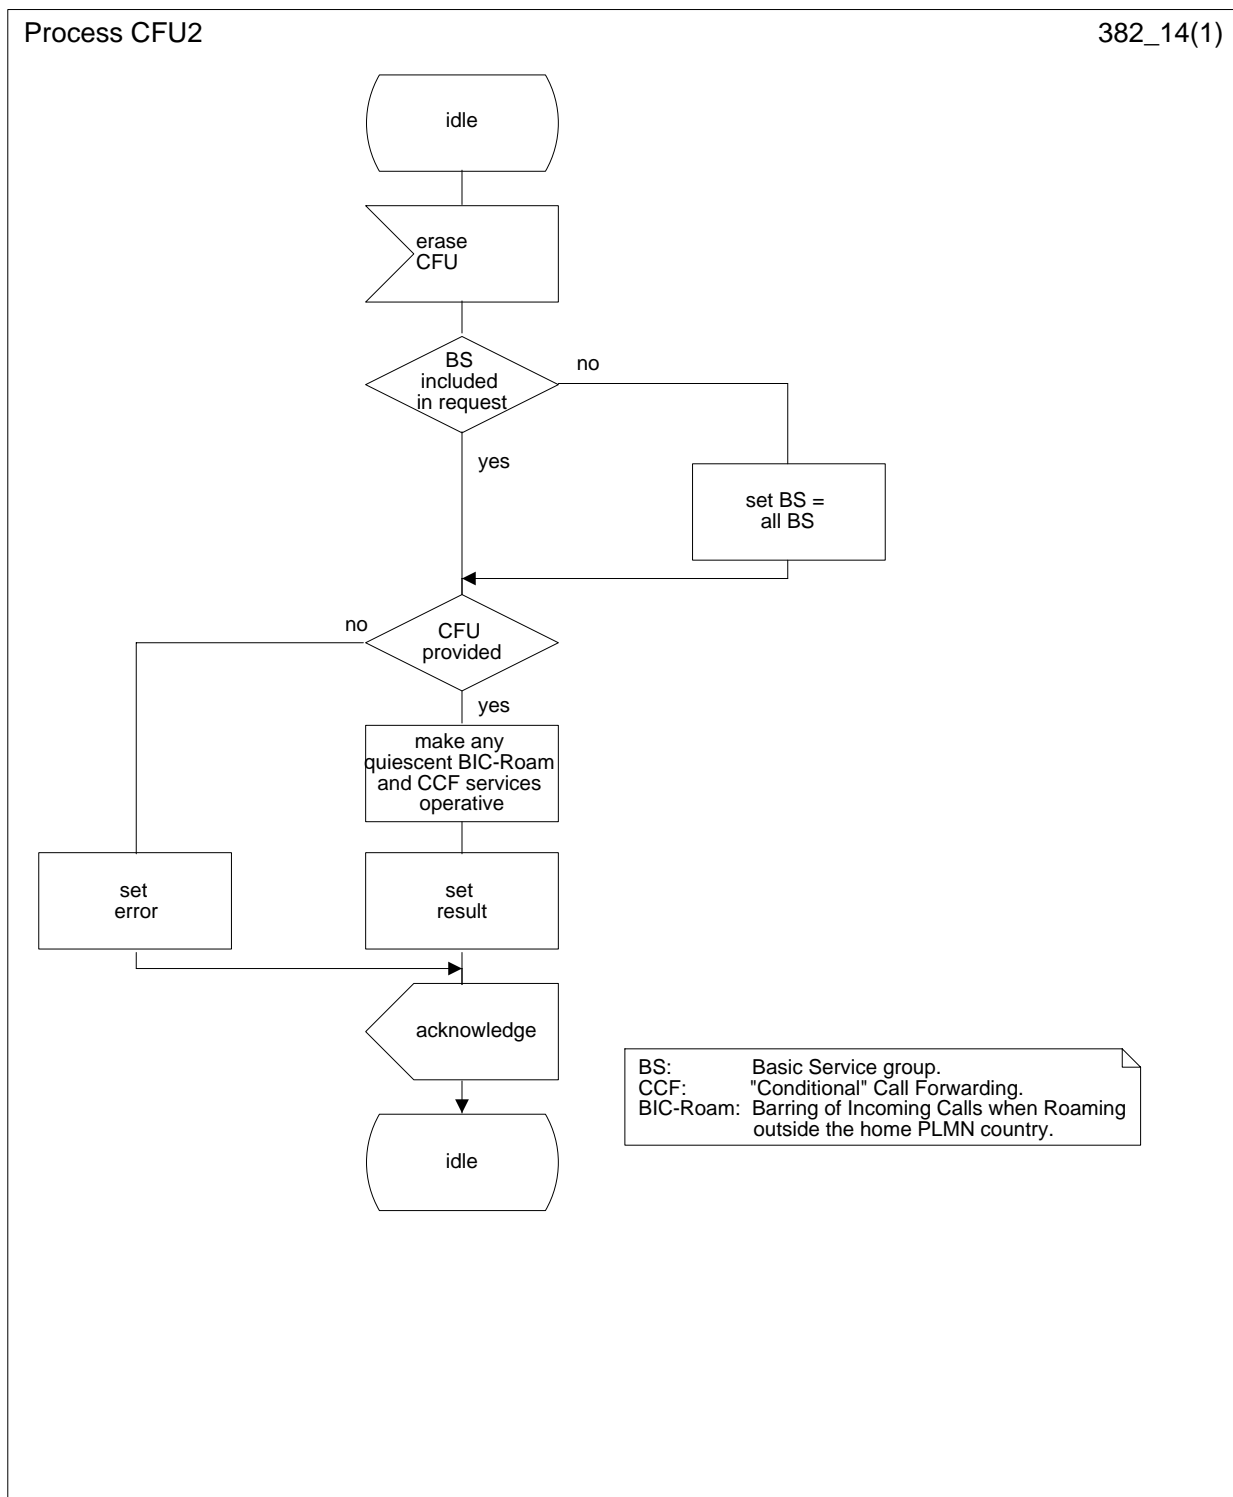 Process CFU2
382_14(1)
idle
erase
CFU
BS
included
in request
no
yes
set BS =
all BS
no
CFU
provided
yes
make any
quiescent BIC-Roam
and CCF services
operative
set
error
set
result
acknowledge
BS: Basic Service group.
CCF: "Conditional" Call Forwarding.
BIC-Roam: Barring of Incoming Calls when Roaming
outside the home PLMN country.
idle